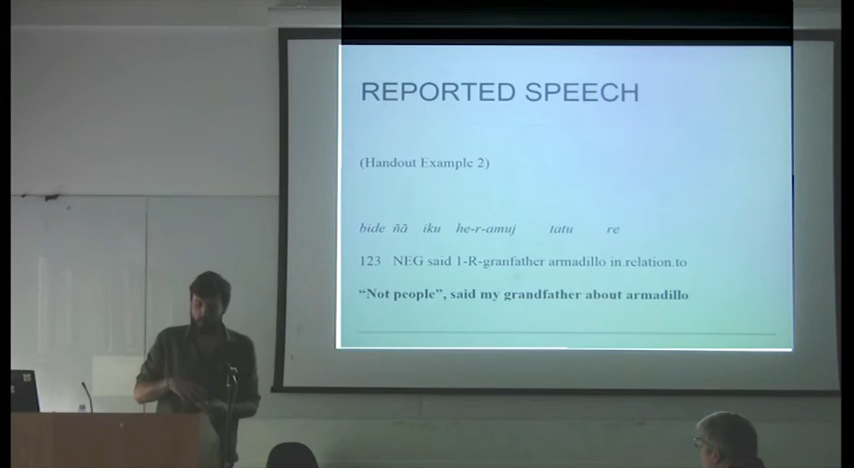 REPORTED SPEECH
(Handout Example 2)
bide ñã iku he-r-amuj tatu re
123 NEG said 1-R-granfather armadillo in.relation.to
“Not people”, said my grandfather about armadillo